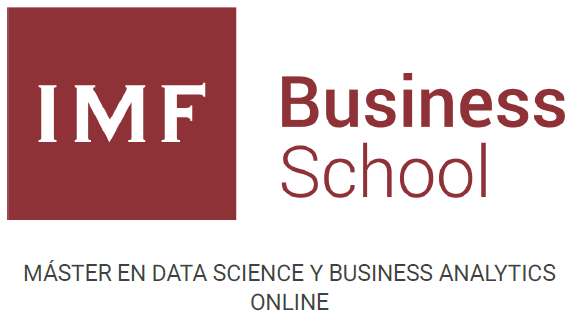 IMF
Business
School
MÁSTER EN DATA SCIENCE Y BUSINESS ANALYTICS
ONLINE